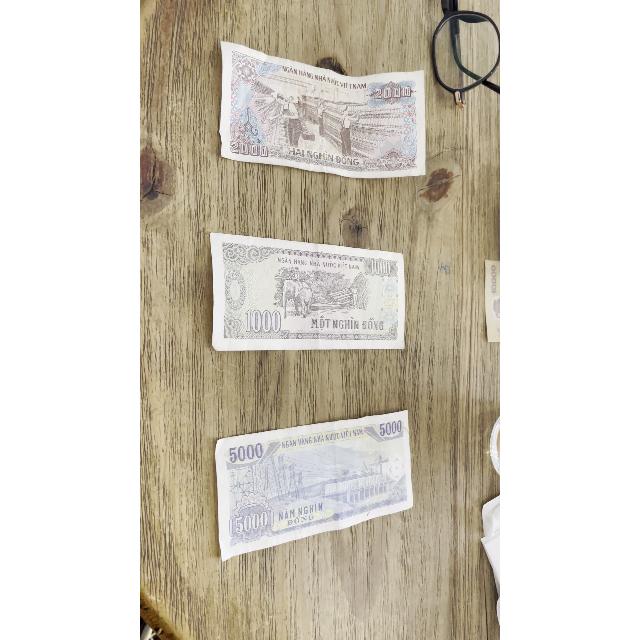 NGÂN HÀNG NHÀ NƯỚC VIỆT NAM
2000
2000
HAI NGHÌN ĐỒNG
NGÂN HÀNG NHÀ NƯỚC VIỆT NAM
1000
1000
MỘT NGHÌN ĐỒNG
5000
NGÂN HÀNG NHÀ NƯỚC VIỆT NAM
5000
5000
NĂM NGHÌN
ĐỒNG